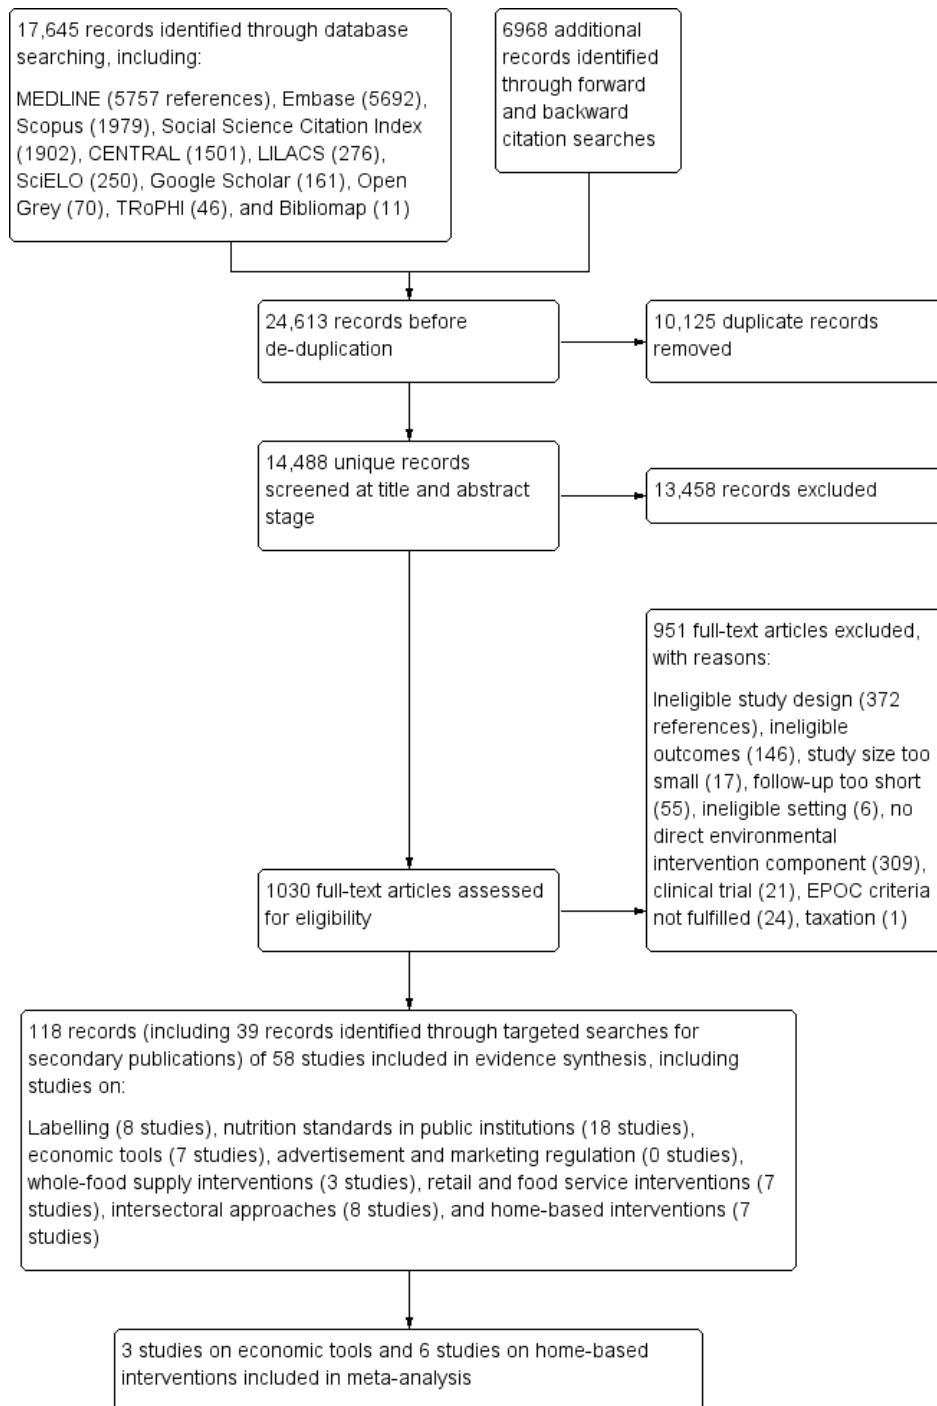 17,645 records identified through database
searching, including:
MEDLINE (5757 references), Embase (5692),
Scopus (1979), Social Science Citation Index
(1902), CENTRAL (1501), LILACS (276),
SciELO (250), Google Scholar (161), Open
Grey (70), TRoPHI (46), and Bibliomap (11)
6968 additional
records identified
through forward
and backward
citation searches
24,613 records before
de-duplication
10,125 duplicate records
removed
14,488 unique records
screened at title and abstract
stage
13,458 records excluded
951 full-text articles excluded,
with reasons:
Ineligible study design (372
references), ineligible
outcomes (146), study size too
small (17), follow-up too short
(55), ineligible setting (6), no
direct environmental
intervention component (309),
clinical trial (21), EPOC criteria
not fulfilled (24), taxation (1)
1030 full-text articles assessed
for eligibility
118 records (including 39 records identified through targeted searches for
secondary publications) of 58 studies included in evidence synthesis, including
studies on:
Labelling (8 studies), nutrition standards in public institutions (18 studies),
economic tools (7 studies), advertisement and marketing regulation (0 studies),
whole-food supply interventions (3 studies), retail and food service interventions (7
studies), intersectoral approaches (8 studies), and home-based interventions (7
studies)
3 studies on economic tools and 6 studies on home-based
interventions included in meta-analysis